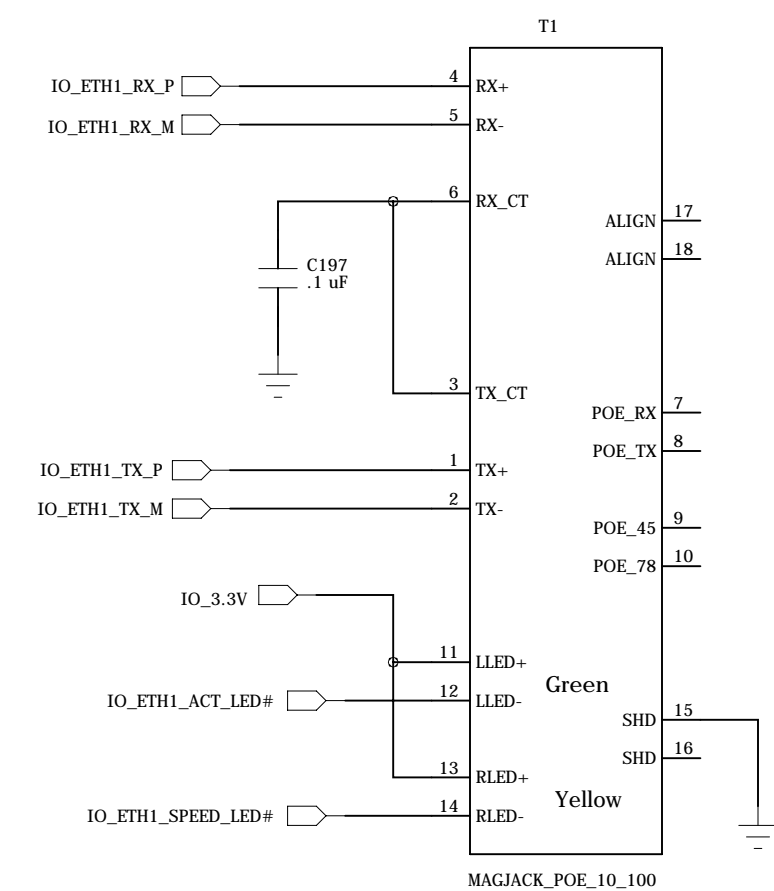 T1
IO_ETH1_RX_P
4
RX+
IO_ETH1_RX_M
5
RX-
6
RX_CT
ALIGN
17
ALIGN
18
C197
.1 uF
3
TX_CT
POE_RX
7
POE_TX
8
IO_ETH1_TX_P
1
TX+
IO_ETH1_TX_M
2
TX-
POE_45
9
POE_78
10
IO_3.3V
11
LLED+
Green
IO_ETH1_ACT_LED#
12
LLED-
SHD
15
SHD
16
13
RLED+
Yellow
IO_ETH1_SPEED_LED#
14
RLED-
MAGJACK_POE_10_100